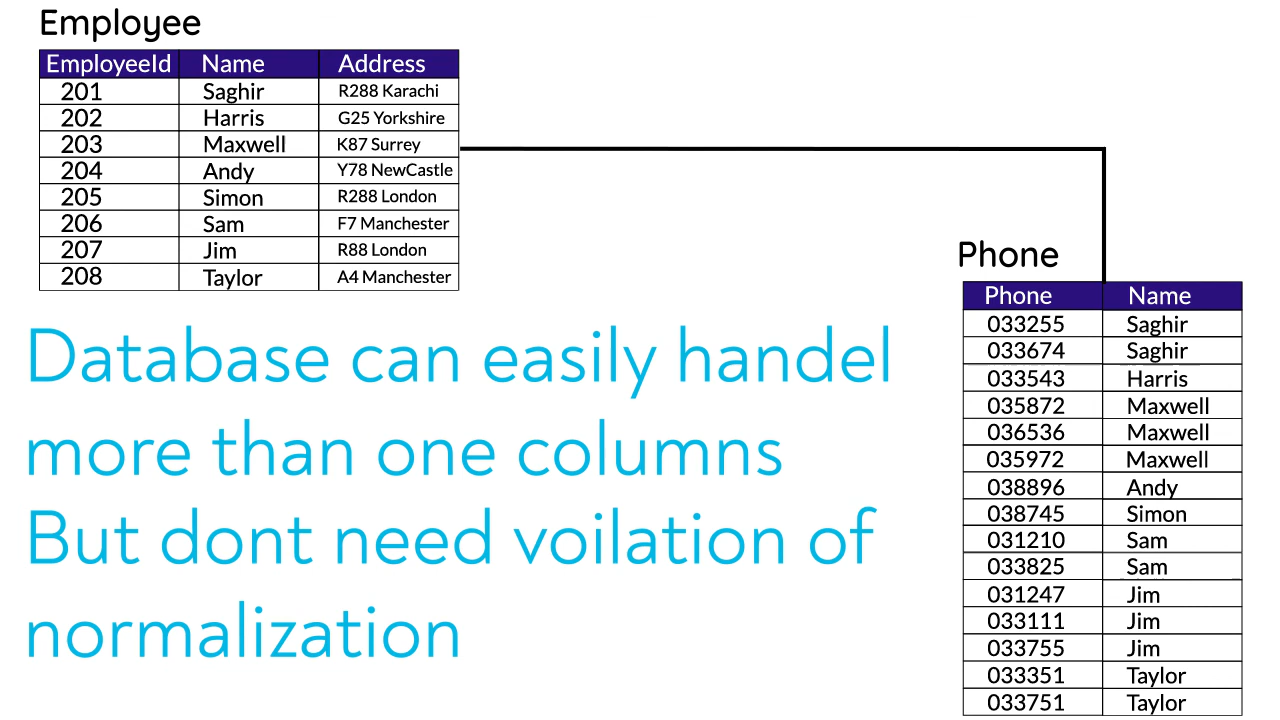 Employee
EmployeeId Name Address
201 Saghir R288 Karachi
202 Harris G25 Yorkshire
203 Maxwell K87 Surrey
204 Andy Y78 NewCastle
205 Simon R288 London
206 Sam F7 Manchester
207 Jim R88 London
208 Taylor A4 Manchester
Phone
Phone Name
033255 Saghir
033674 Saghir
033543 Harris
035872 Maxwell
036536 Maxwell
035972 Maxwell
038896 Andy
038745 Simon
031210 Sam
033825 Sam
031247 Jim
033111 Jim
033755 Jim
033351 Taylor
033751 Taylor
Database can easily handel
more than one columns
But dont need voilation of
normalization